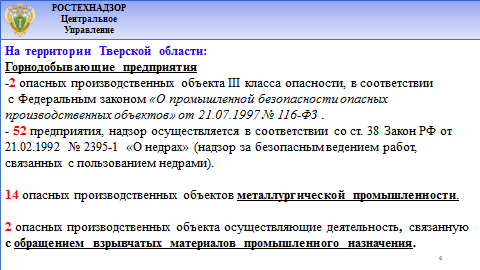 РОСТЕХНАДЗОР
Центральное
Управление
На территории Тверской области:
Горнодобывающие предприятия
-2 опасных производственных объекта III класса опасности, в соответствии
с Федеральным законом «О промышленной безопасности опасных
производственных объектов» от 21.07.1997 № 116-ФЗ .
- 52 предприятия, надзор осуществляется в соответствии со ст. 38 Закон РФ от
21.02.1992 № 2395-1 «О недрах» (надзор за безопасным ведением работ,
связанных с пользованием недрами).
14 опасных производственных объектов металлургической промышленности.
2 опасных производственных объекта осуществляющие деятельность, связанную
с обращением взрывчатых материалов промышленного назначения.